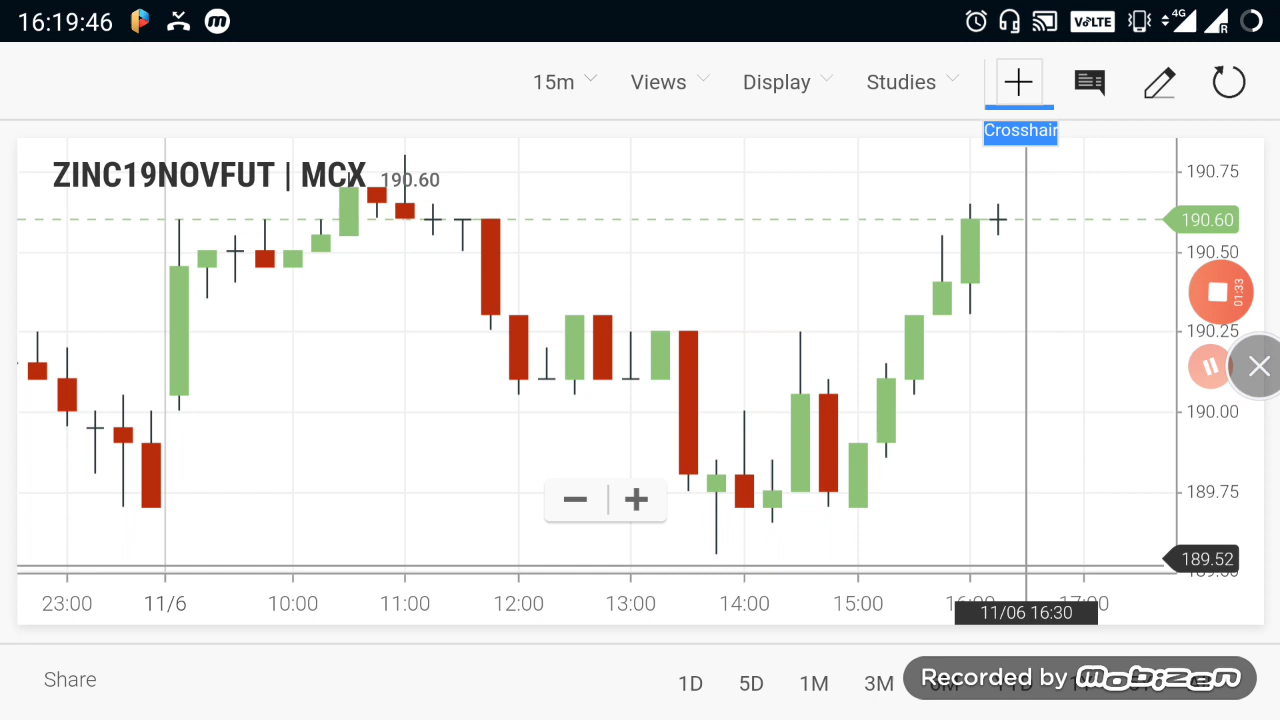 16:19:46
VoLTE
4G
R
15m
Views
Display
Studies
Crosshair
ZINC19NOVFUT | MCX 190.60
190.75
190.60
190.50
01:33
190.25
190.00
189.75
189.52
23:00 11/6 10:00 11:00 12:00 13:00 14:00 15:00 17:00
11/06 16:30
Share
1D 5D 1M 3M
Recorded by mobizen